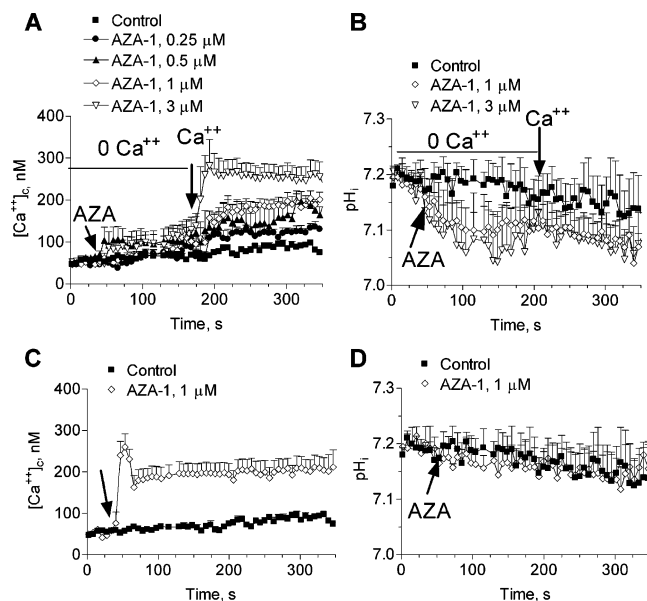 A
Control
AZA-1, 0.25 μM
AZA-1, 0.5 μM
AZA-1, 1 μM
AZA-1, 3 μM
[Ca++]c, nM
400
300
200
100
0
0 Ca++
Ca++
AZA
0 100 200 300
Time, s
B
Control
AZA-1, 1 μM
AZA-1, 3 μM
pHi
7.3
7.2
7.1
7.0
0 Ca++
Ca++
AZA
0 100 200 300
Time, s
C
Control
AZA-1, 1 μM
[Ca++]c, nM
400
300
200
100
0
0 100 200 300
Time, s
D
Control
AZA-1, 1 μM
pHi
7.3
7.2
7.1
7.0
AZA
0 100 200 300
Time, s